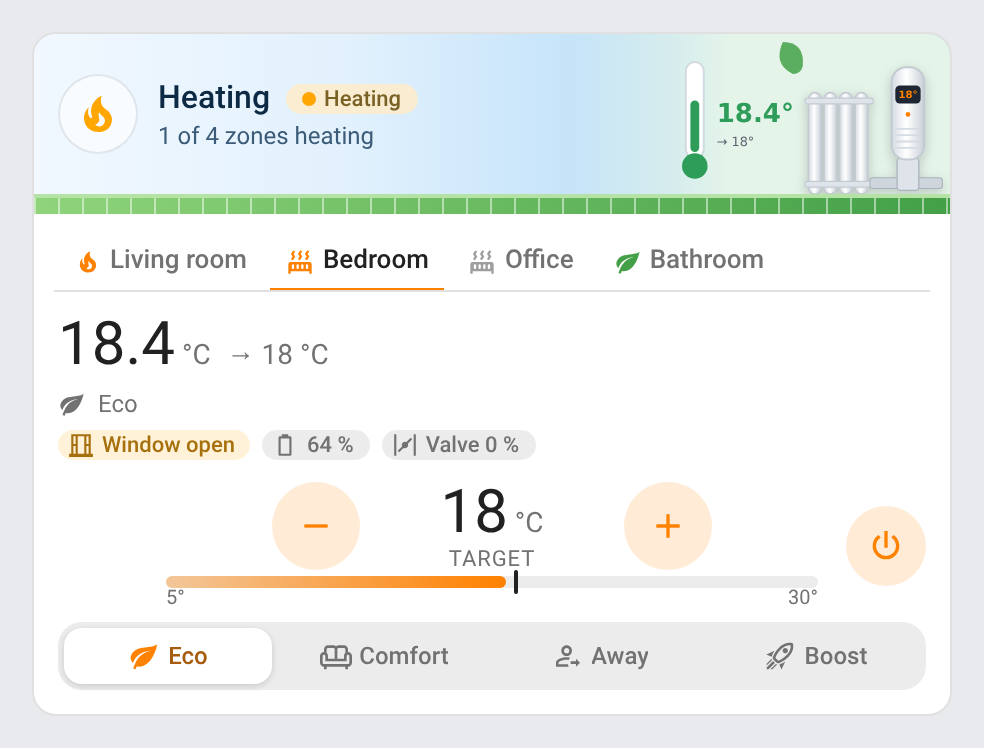 Heating Heating
1 of 4 zones heating
18.4°
→ 18°
18°
Living room Bedroom Office Bathroom
18.4 °C → 18 °C
Eco
Window open 64 % Valve 0 %
− 18 °C +
TARGET
5° 30°
Eco Comfort Away Boost